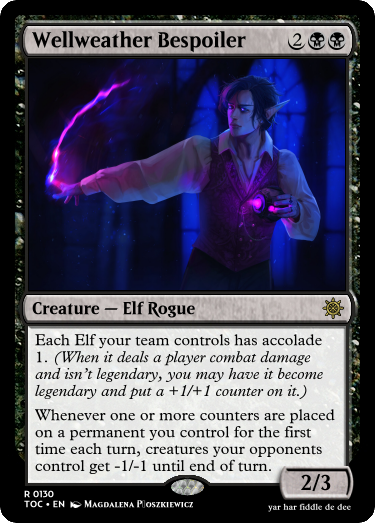 Wellweather Bespoiler 2
Creature — Elf Rogue
Each Elf your team controls has accolade
1. (When it deals a player combat damage
and isn't legendary, you may have it become
legendary and put a +1/+1 counter on it.)
Whenever one or more counters are placed
on a permanent you control for the first
time each turn, creatures your opponents
control get -1/-1 until end of turn.
2/3
R 0130
TOC • EN Magdalena Płoszkiewicz
yar har fiddle de dee